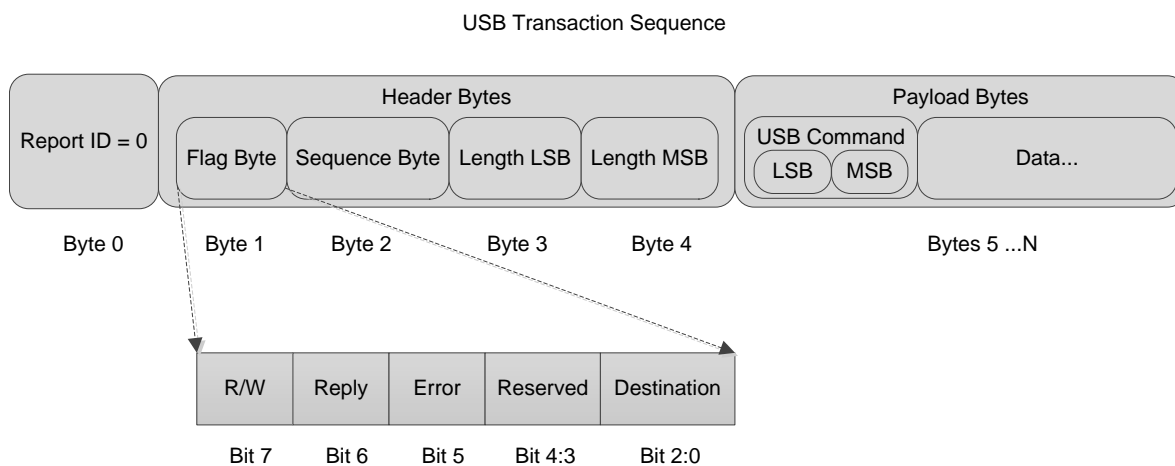 USB Transaction Sequence
Header Bytes
Payload Bytes
Report ID = 0
Flag Byte
Sequence Byte
Length LSB
Length MSB
USB Command
LSB
MSB
Data...
Byte 0
Byte 1
Byte 2
Byte 3
Byte 4
Bytes 5 ...N
R/W
Reply
Error
Reserved
Destination
Bit 7
Bit 6
Bit 5
Bit 4:3
Bit 2:0